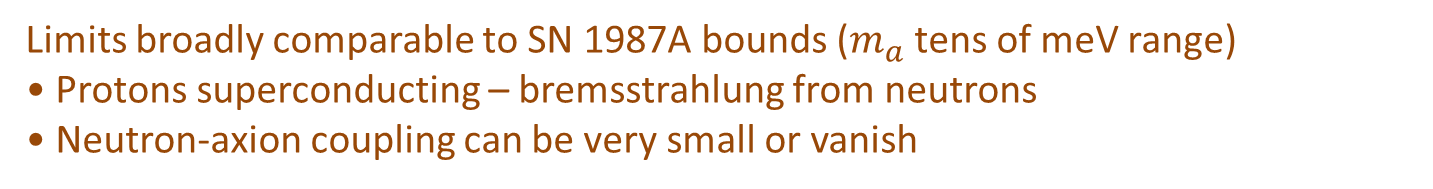 Limits broadly comparable to SN 1987A bounds (𝑚ₐ tens of meV range)
• Protons superconducting – bremsstrahlung from neutrons
• Neutron-axion coupling can be very small or vanish